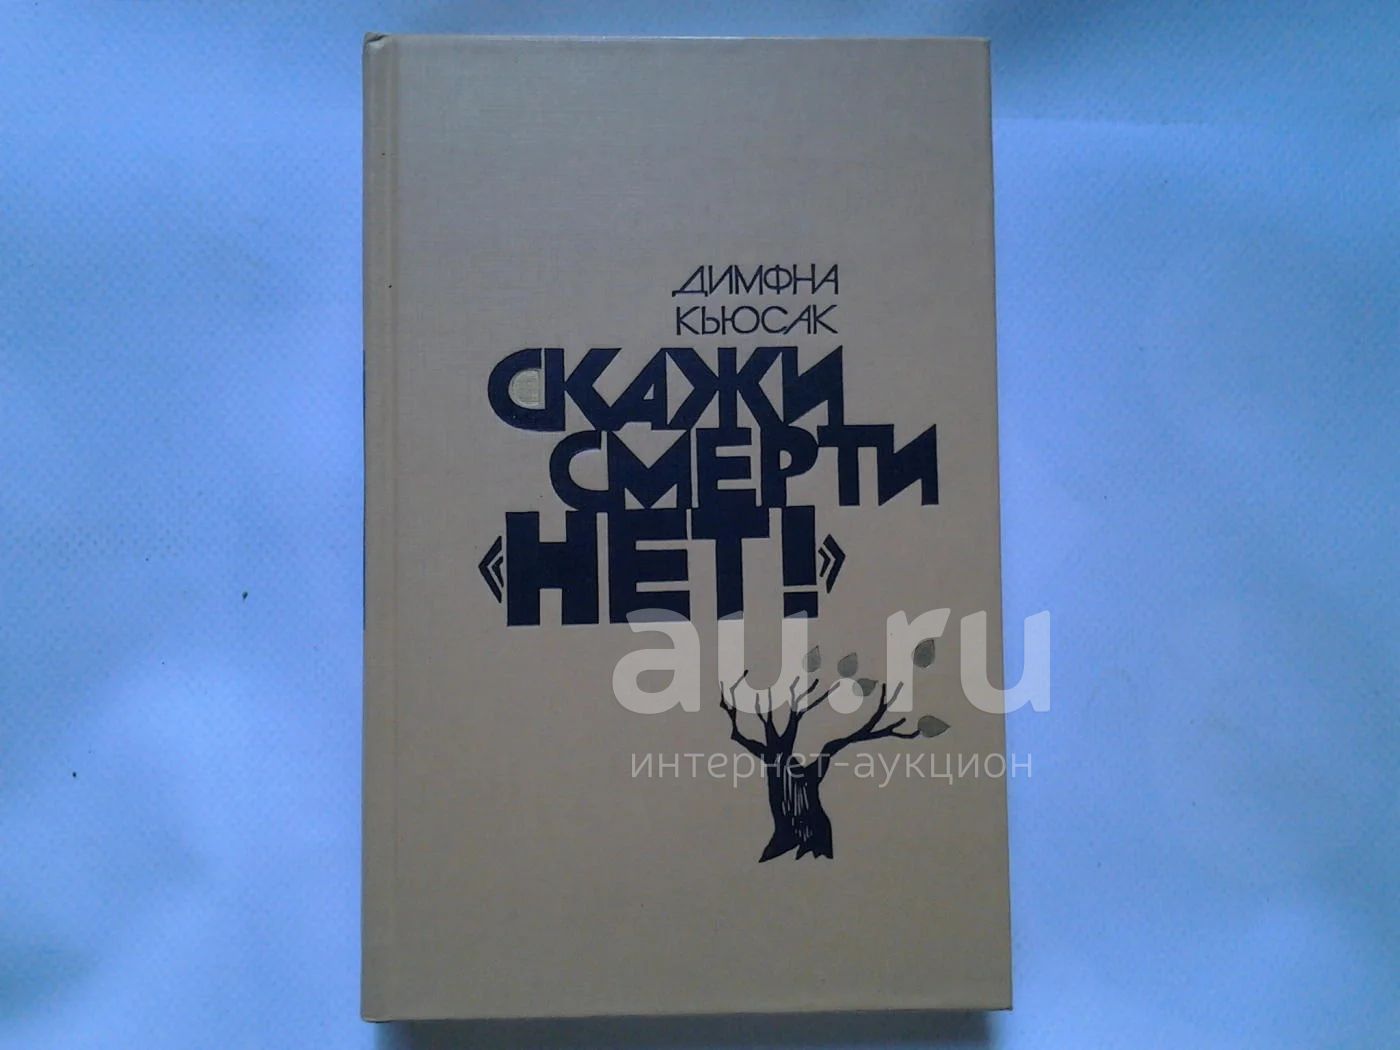 ДИМФНА
КЬЮСАК
СКАЖИ
СМЕРТИ
«НЕТ!»
au.ru
интернет-аукцион